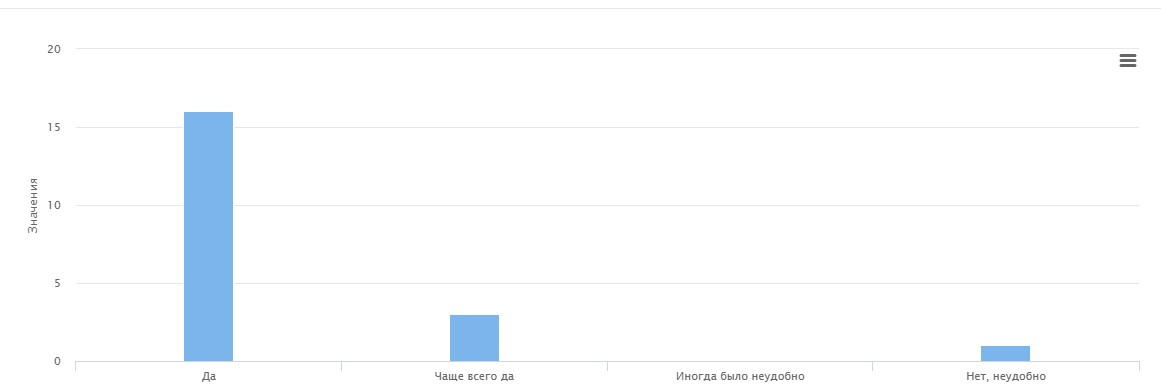 20
15
10
5
0
Значения
Да
Чаще всего да
Иногда было неудобно
Нет, неудобно